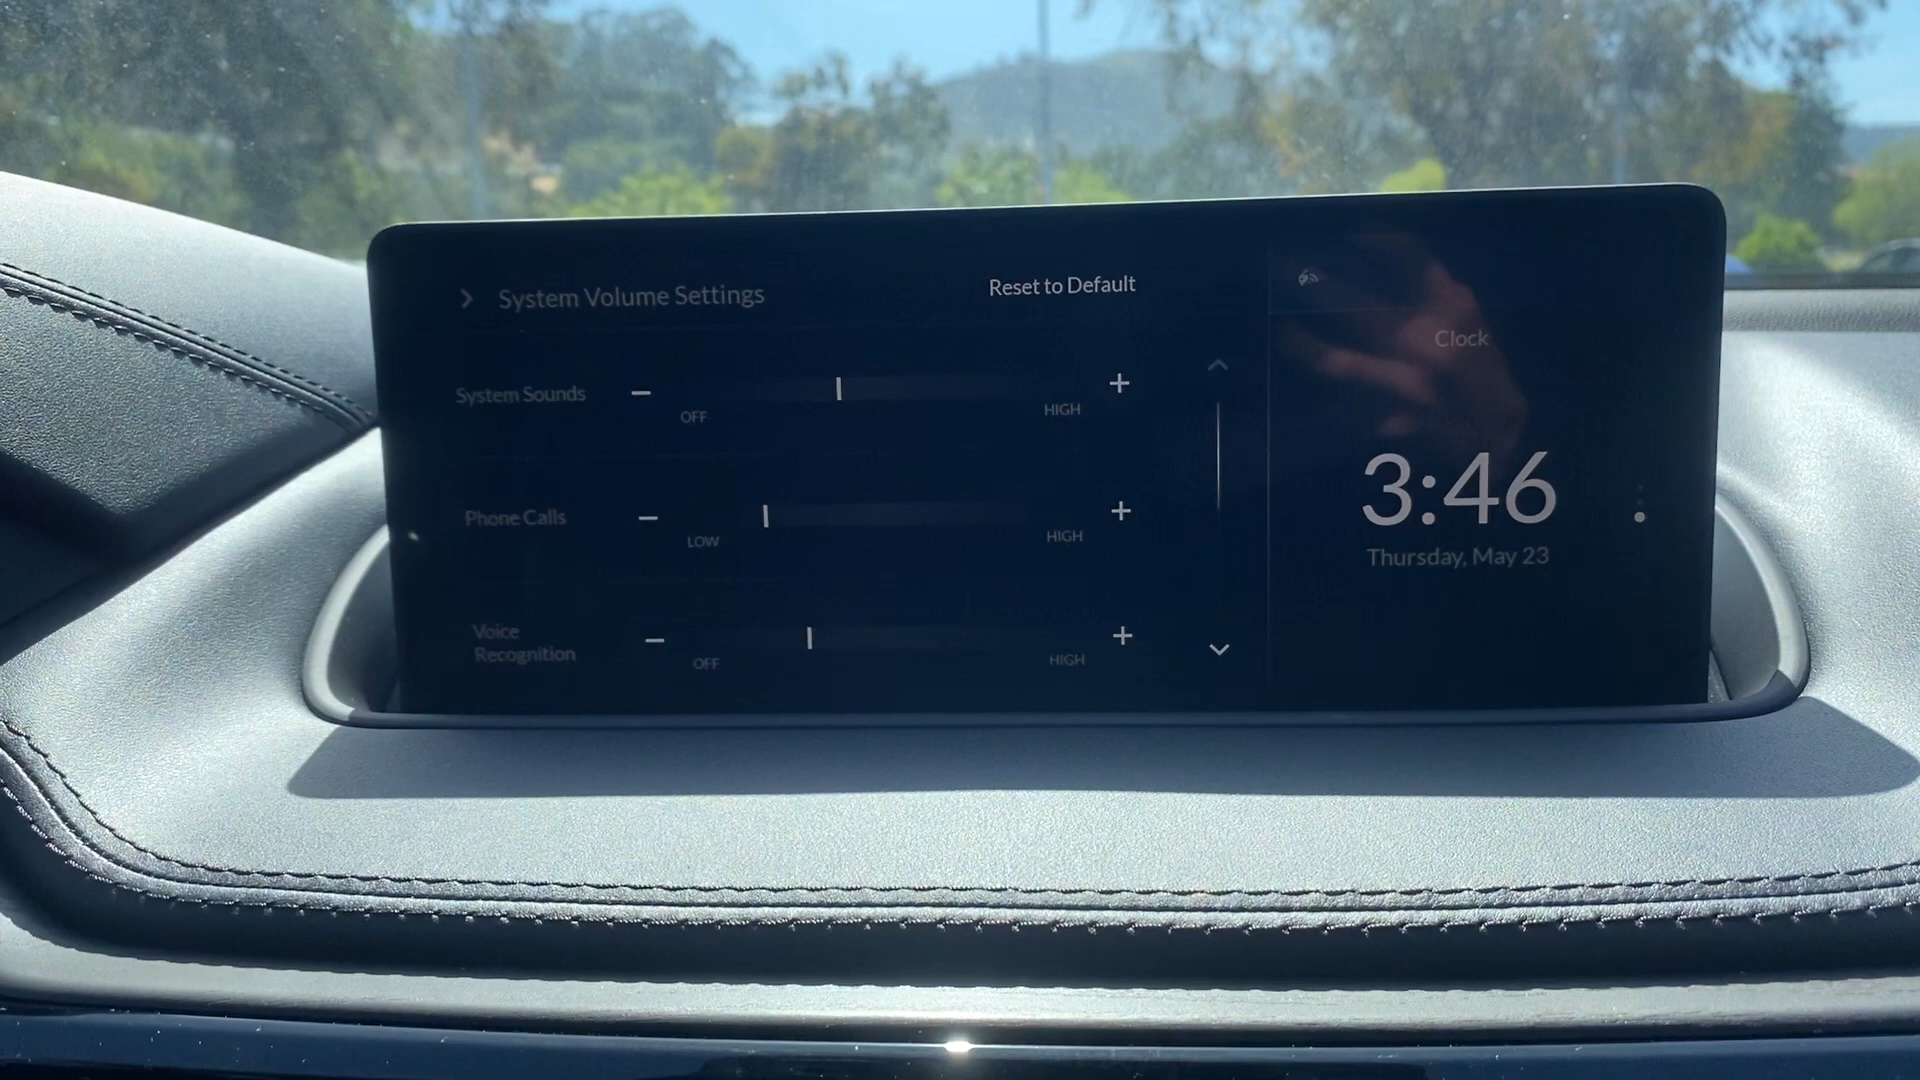 System Volume Settings
Reset to Default
System Sounds
OFF
HIGH
Phone Calls
LOW
HIGH
Voice
Recognition
OFF
HIGH
Clock
3:46
Thursday, May 23